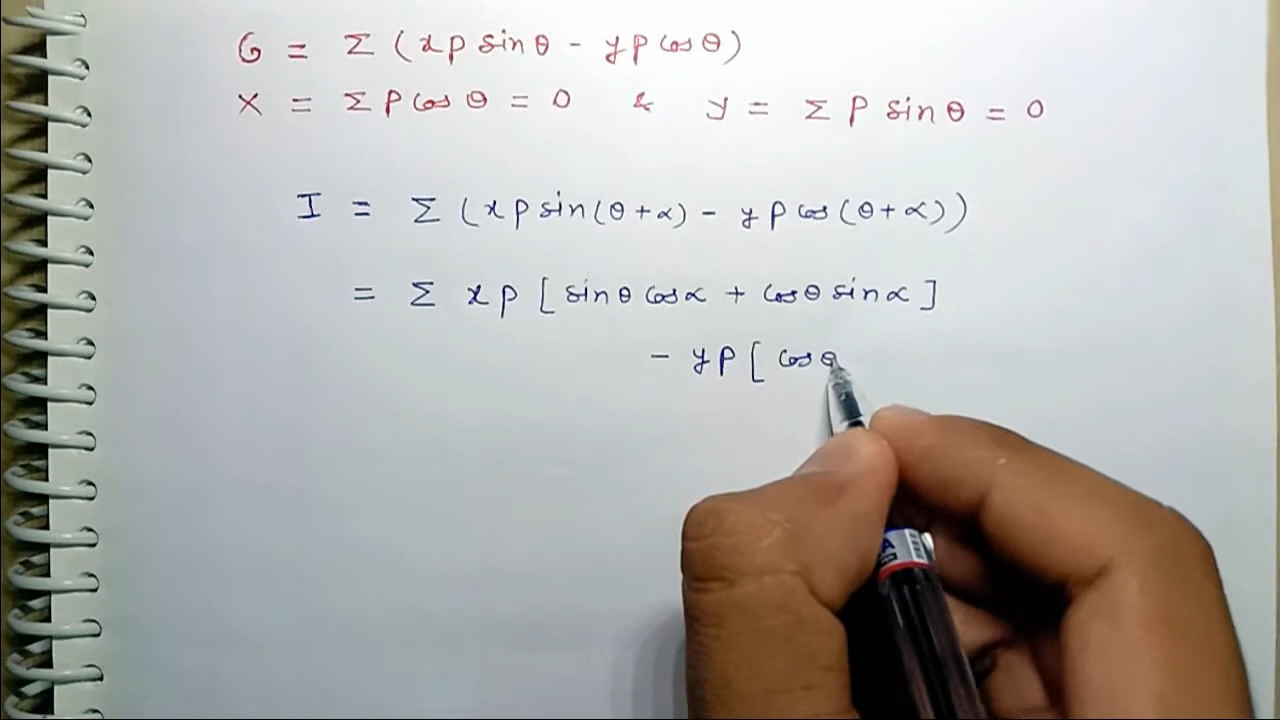 G = Σ (xp sinθ - yp cosθ)
X = Σ P cosθ = 0 & y = Σ P sinθ = 0
I = Σ (xp sin(θ+α) - yp cos(θ+α))
= Σ xp [sinθ cosα + cosθ sinα]
- yp [cosθ